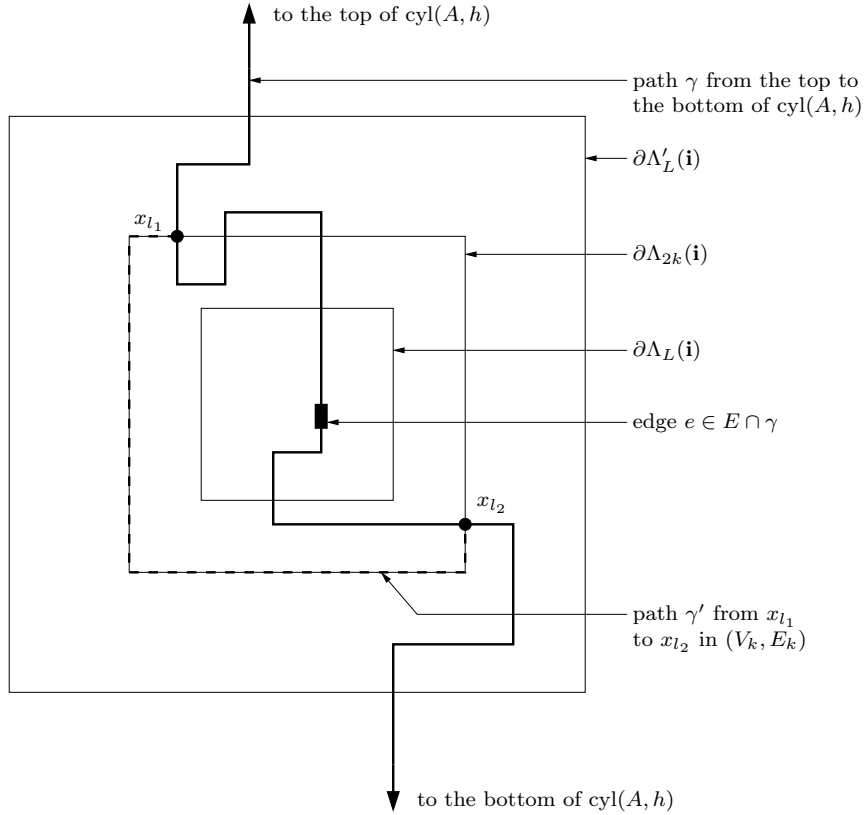 to the top of cyl(A, h)
path γ from the top to
the bottom of cyl(A, h)
∂Λ′_L(i)
x_{l_1}
∂Λ_{2k}(i)
∂Λ_L(i)
edge e ∈ E ∩ γ
x_{l_2}
path γ′ from x_{l_1}
to x_{l_2} in (V_k, E_k)
to the bottom of cyl(A, h)